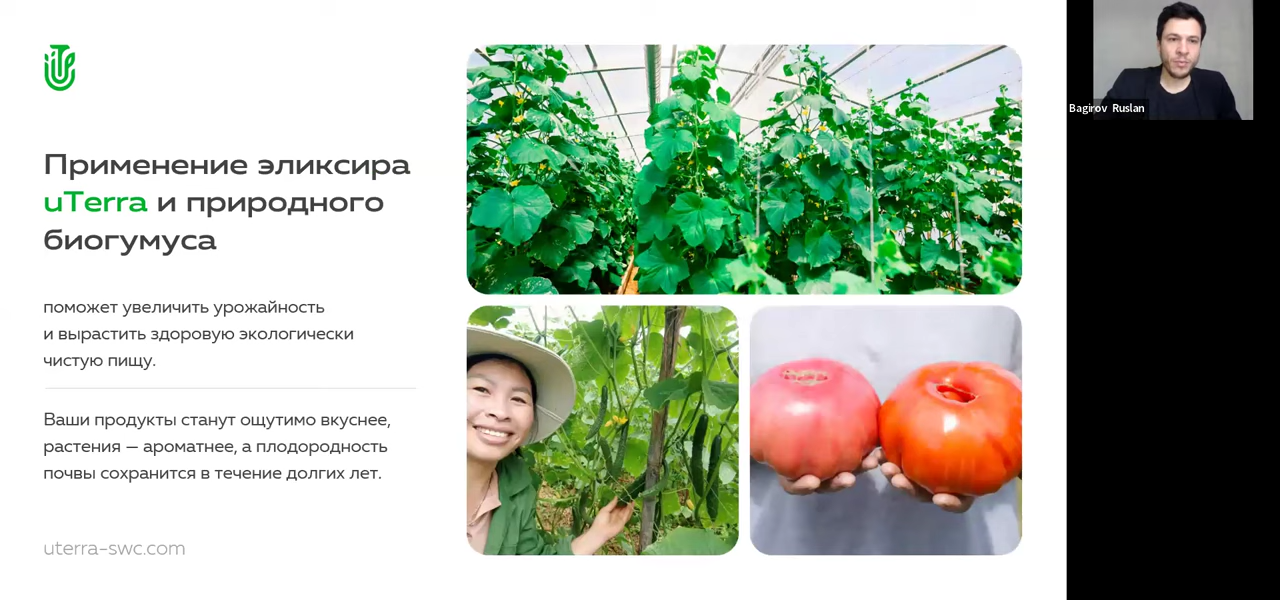 Применение эликсира
uTerra и природного
биогумуса
поможет увеличить урожайность
и вырастить здоровую экологически
чистую пищу.
Ваши продукты станут ощутимо вкуснее,
растения — ароматнее, а плодородность
почвы сохранится в течение долгих лет.
uterra-swc.com
Bagirov Ruslan